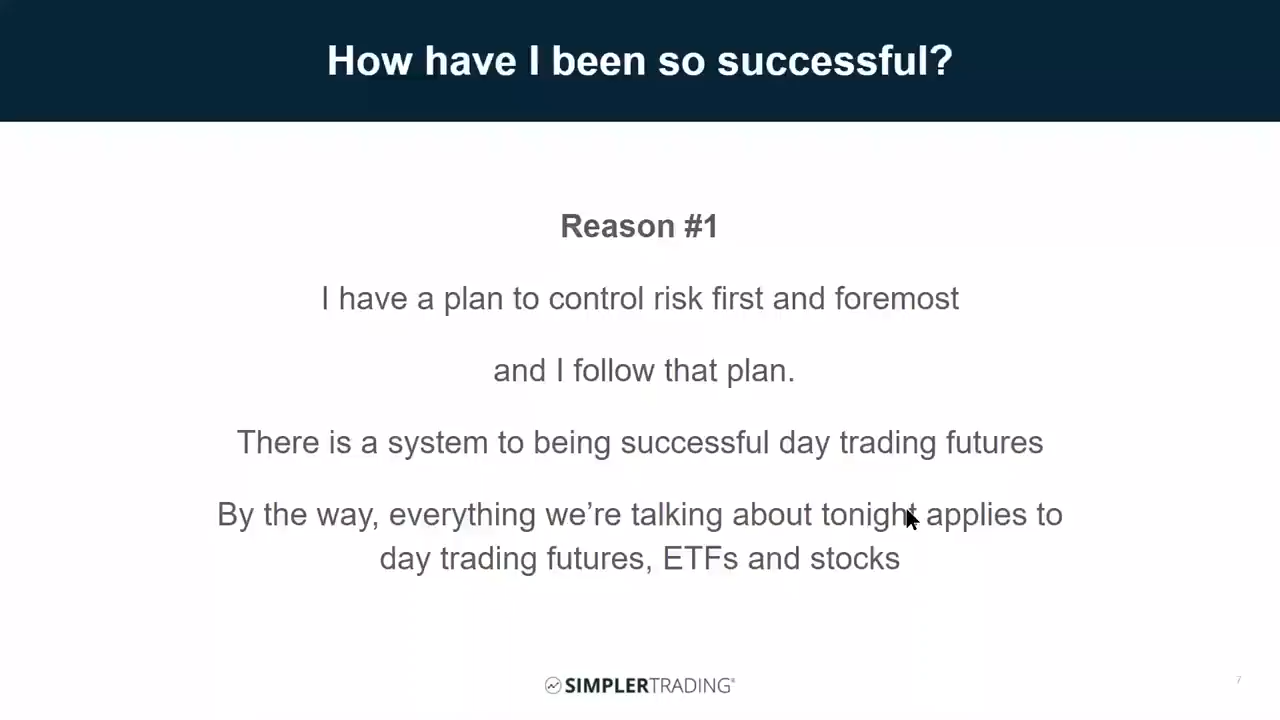 How have I been so successful?
Reason #1
I have a plan to control risk first and foremost
and I follow that plan.
There is a system to being successful day trading futures
By the way, everything we’re talking about tonight applies to
day trading futures, ETFs and stocks
SIMPLERTRADING®
7